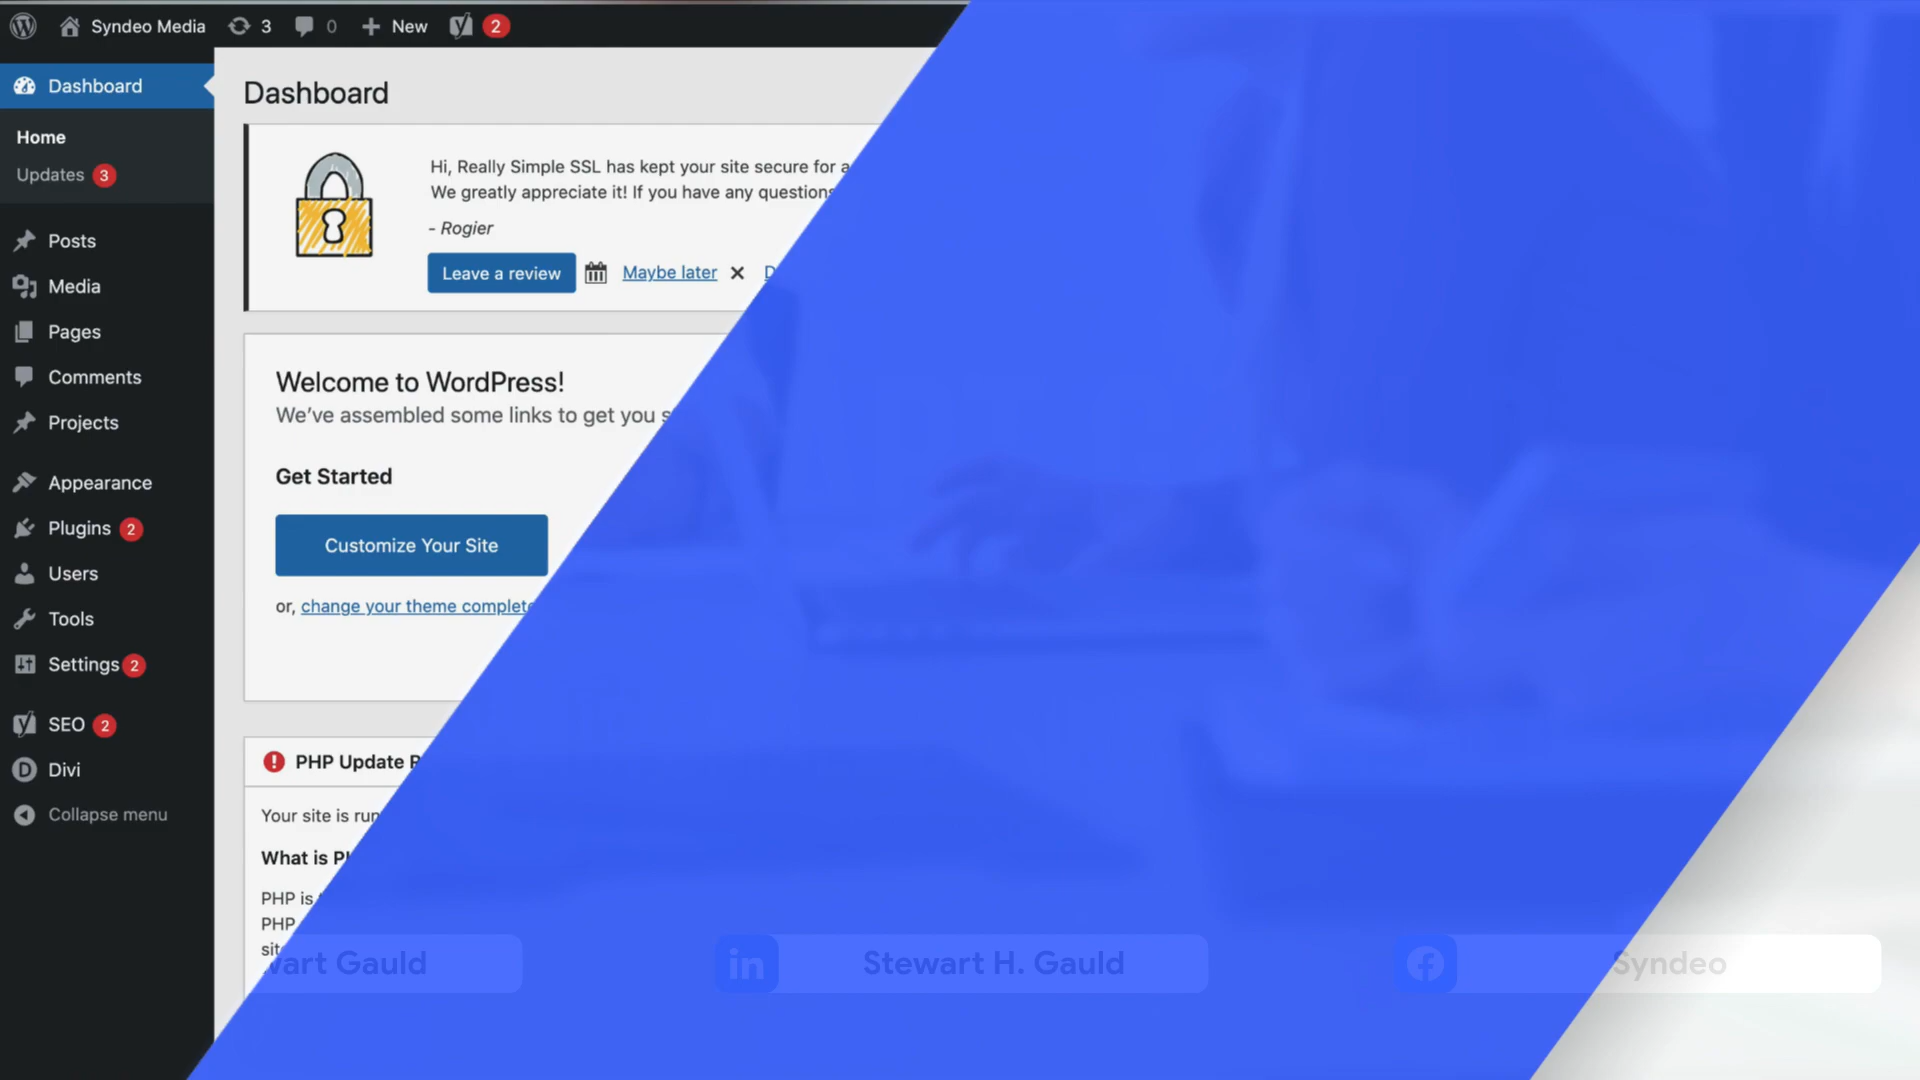 Syndeo Media 3 0 New 2
Dashboard
Home
Updates 3
Posts
Media
Pages
Comments
Projects
Appearance
Plugins 2
Users
Tools
Settings 2
SEO 2
Divi
Collapse menu
Dashboard
Hi, Really Simple SSL has kept your site secure for
We greatly appreciate it! If you have any questions
- Rogier
Leave a review Maybe later
Welcome to WordPress!
We've assembled some links to get you
Get Started
Customize Your Site
or, change your theme complete
PHP Update
Your site is run
What is
PHP is
PHP
wart Gauld
in Stewart H. Gauld
Syndeo